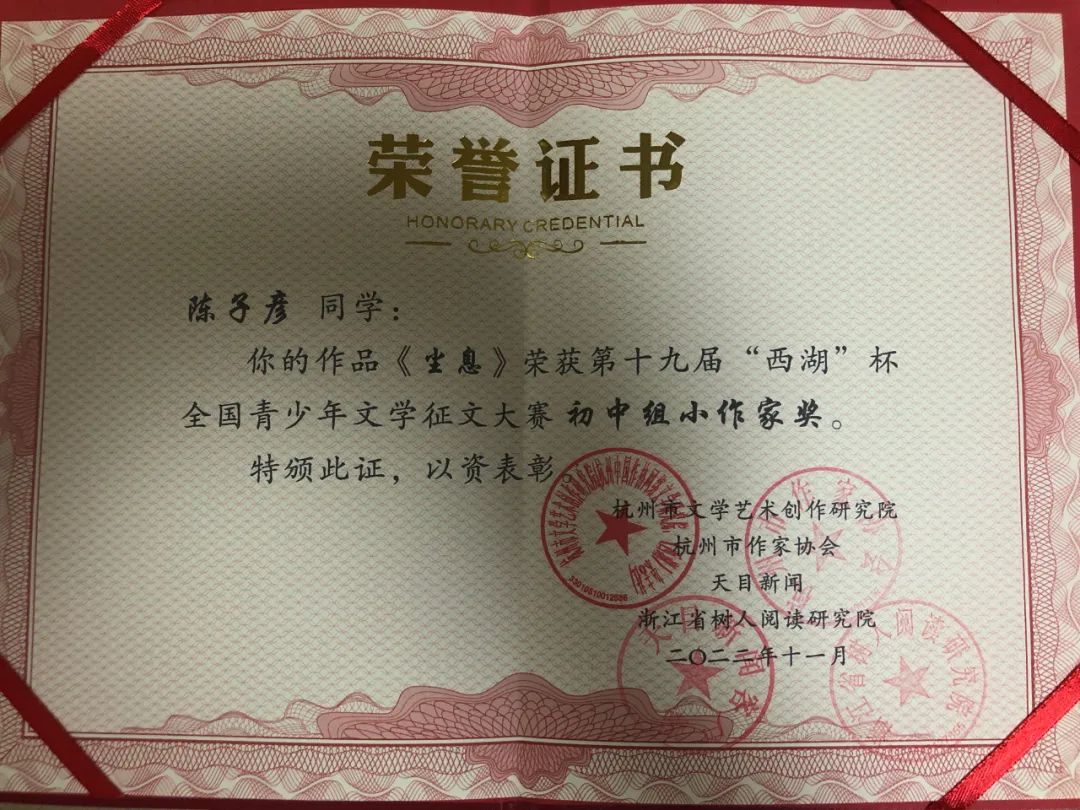 荣誉证书
HONORARY CREDENTIAL
陈子彦 同学：
你的作品《坐息》荣获第十九届“西湖”杯
全国青少年文学征文大赛初中组小作家奖。
特颁此证，以资表彰。
杭州市文学艺术创作研究院
杭州市作家协会
天目新闻
浙江省树人阅读研究院
二〇二二年十一月
33010810012586